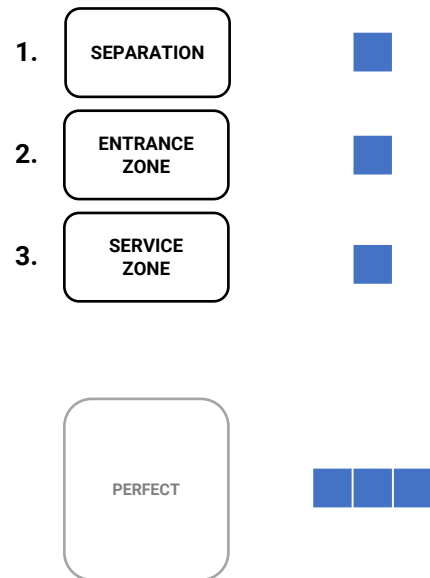 1.
SEPARATION
2.
ENTRANCE
ZONE
3.
SERVICE
ZONE
PERFECT